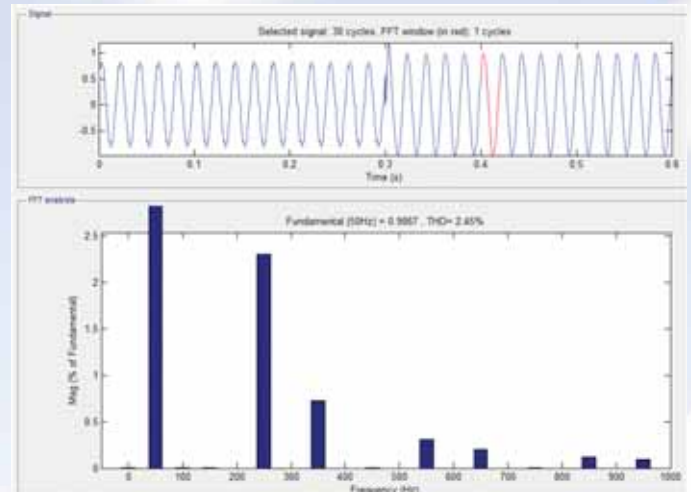 Signal
Selected signal: 30 cycles. FFT window (in red): 1 cycles
1
0.5
0
-0.5
0 0.1 0.2 0.3 0.4 0.5 0.6
Time (s)
FFT analysis
Fundamental (50Hz) = 0.9867 , THD= 2.45%
2.5
2
1.5
1
0.5
0
Mag (% of Fundamental)
0 100 200 300 400 500 600 700 800 900 1000
Frequency (Hz)